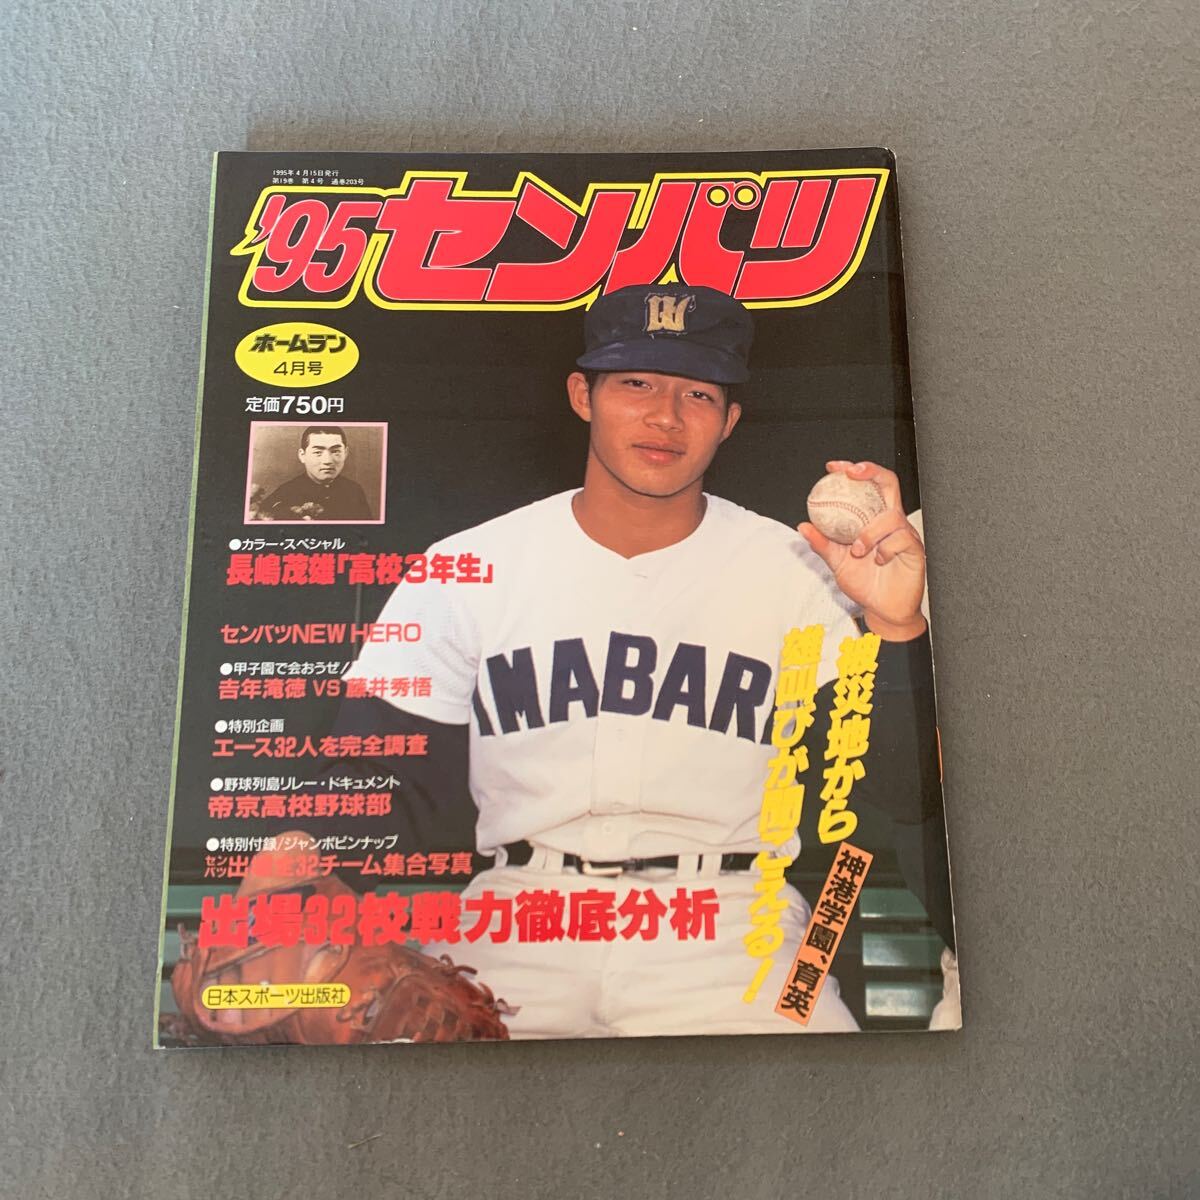 1995年4月15日発行
第19巻 第4号 通巻203号
'95センバツ
ホームラン
4月号
定価750円
●カラー・スペシャル
長嶋茂雄「高校3年生」
センバツNEW HERO
●甲子園で会おうぜ!
吉年滝徳 VS 藤井秀悟
●特別企画
エース32人を完全調査
●野球列島リレー・ドキュメント
帝京高校野球部
●特別付録/ジャンボピンナップ
センバツ出場全32チーム集合写真
出場32校戦力徹底分析
日本スポーツ出版社
IMABARI
被災地から
雄叫びが聞こえる!
神港学園、育英